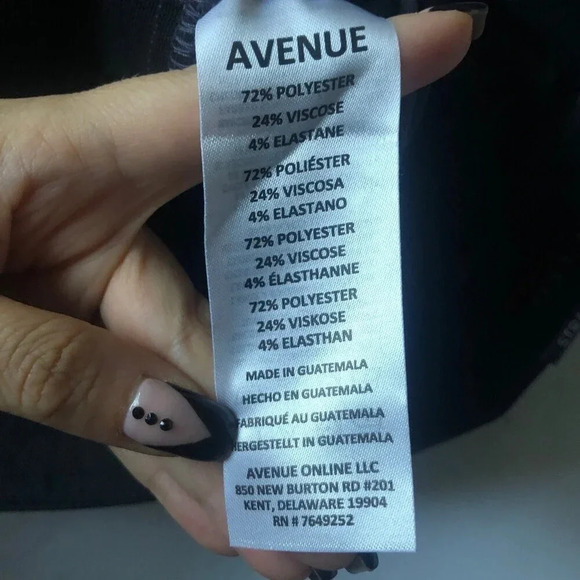 AVENUE
72% POLYESTER
24% VISCOSE
4% ELASTANE
72% POLIÉSTER
24% VISCOSA
4% ELASTANO
72% POLYESTER
24% VISCOSE
4% ÉLASTHANNE
72% POLYESTER
24% VISKOSE
4% ELASTHAN
MADE IN GUATEMALA
HECHO EN GUATEMALA
FABRIQUÉ AU GUATEMALA
HERGESTELLT IN GUATEMALA
AVENUE ONLINE LLC
850 NEW BURTON RD #201
KENT, DELAWARE 19904
RN # 7649252